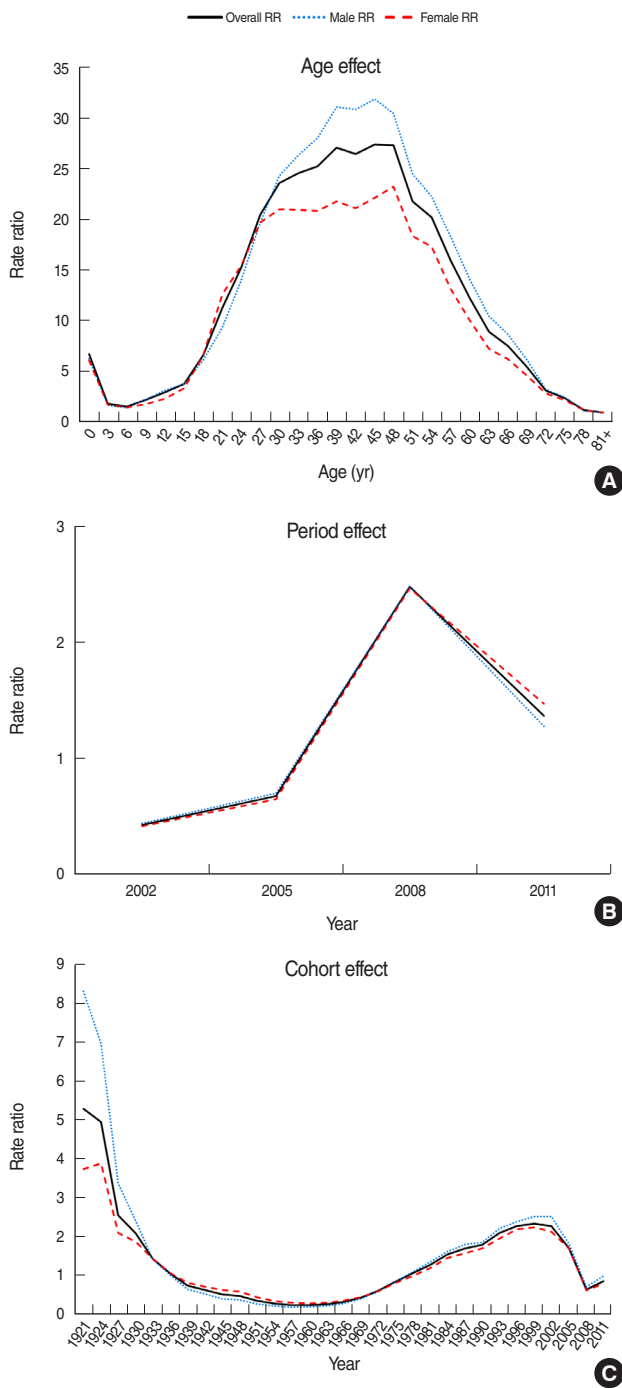 Overall RR Male RR Female RR
Age effect
Rate ratio
35
30
25
20
15
10
5
0
0 3 6 9 12 15 18 21 24 27 30 33 36 39 42 45 48 51 54 57 60 63 66 69 72 75 78 81+
Age (yr)
A
Period effect
Rate ratio
3
2
1
0
2002 2005 2008 2011
Year
B
Cohort effect
Rate ratio
9
8
7
6
5
4
3
2
1
0
1921 1924 1927 1930 1933 1936 1939 1942 1945 1948 1951 1954 1957 1960 1963 1966 1969 1972 1975 1978 1981 1984 1987 1990 1993 1996 1999 2002 2005 2008 2011
Year
C